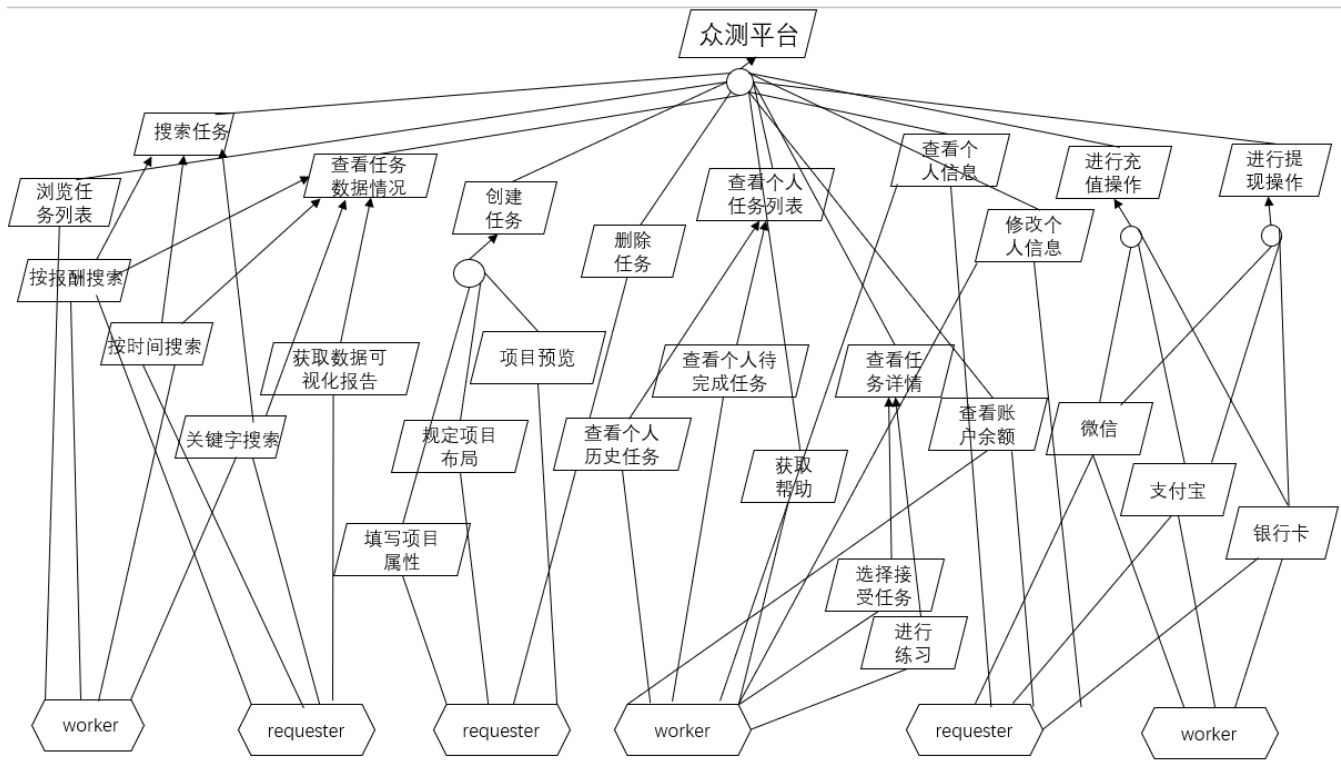 众测平台
搜索任务
查看任务
数据情况
浏览任
务列表
创建
任务
查看个人
任务列表
查看个
人信息
进行充
值操作
进行提
现操作
删除
任务
修改个
人信息
按报酬搜索
按时间搜索
获取数据可
视化报告
项目预览
查看个人待
完成任务
查看任
务详情
关键字搜索
规定项目
布局
查看个人
历史任务
获取
帮助
查看账
户余额
微信
支付宝
银行卡
填写项目
属性
选择接
受任务
进行
练习
worker
requester
requester
worker
requester
worker